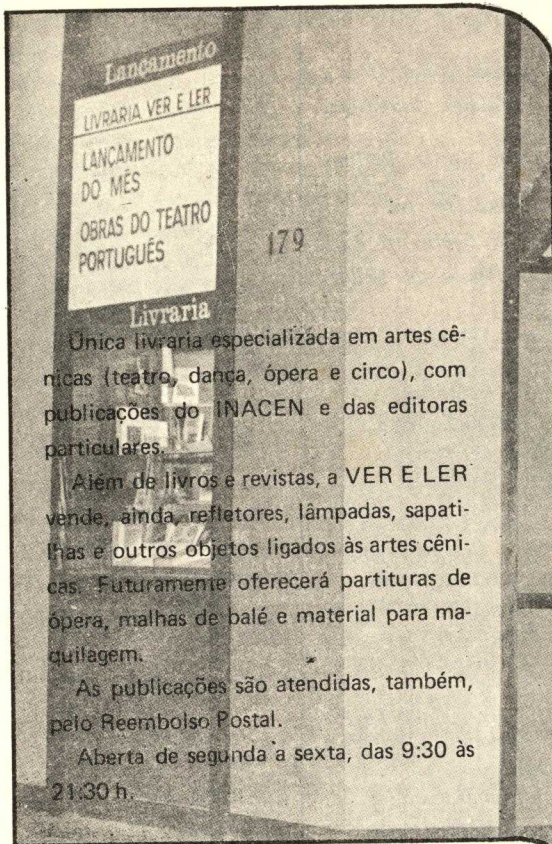 Lançamento
LIVRARIA VER E LER
LANÇAMENTO
DO MÊS
OBRAS DO TEATRO
PORTUGUÊS
179
Livraria
Única livraria especializada em artes cê-
nicas (teatro, dança, ópera e circo), com
publicações do INACEN e das editoras
particulares.
Além de livros e revistas, a VER E LER
vende, ainda, refletores, lâmpadas, sapati-
lhas e outros objetos ligados às artes cêni-
cas. Futuramente oferecerá partituras de
ópera, malhas de balé e material para ma-
quilagem.
As publicações são atendidas, também,
pelo Reembolso Postal.
Aberta de segunda a sexta, das 9:30 às
21:30 h.